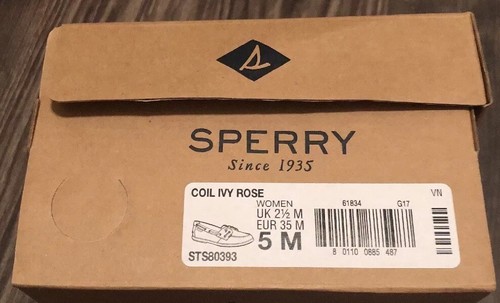 SPERRY
Since 1935
COIL IVY ROSE
WOMEN
UK 2½ M
EUR 35 M
5 M
STS80393
61834
G17
VN
8 0110 0885 487